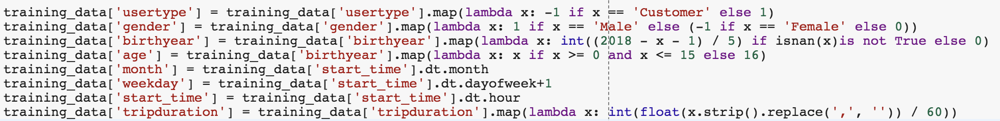 training_data['usertype'] = training_data['usertype'].map(lambda x: -1 if x == 'Customer' else 1)
training_data['gender'] = training_data['gender'].map(lambda x: 1 if x == 'Male' else (-1 if x == 'Female' else 0))
training_data['birthyear'] = training_data['birthyear'].map(lambda x: int((2018 - x - 1) / 5) if isnan(x)is not True else 0)
training_data['age'] = training_data['birthyear'].map(lambda x: x if x >= 0 and x <= 15 else 16)
training_data['month'] = training_data['start_time'].dt.month
training_data['weekday'] = training_data['start_time'].dt.dayofweek+1
training_data['start_time'] = training_data['start_time'].dt.hour
training_data['tripduration'] = training_data['tripduration'].map(lambda x: int(float(x.strip().replace(',', '')) / 60))